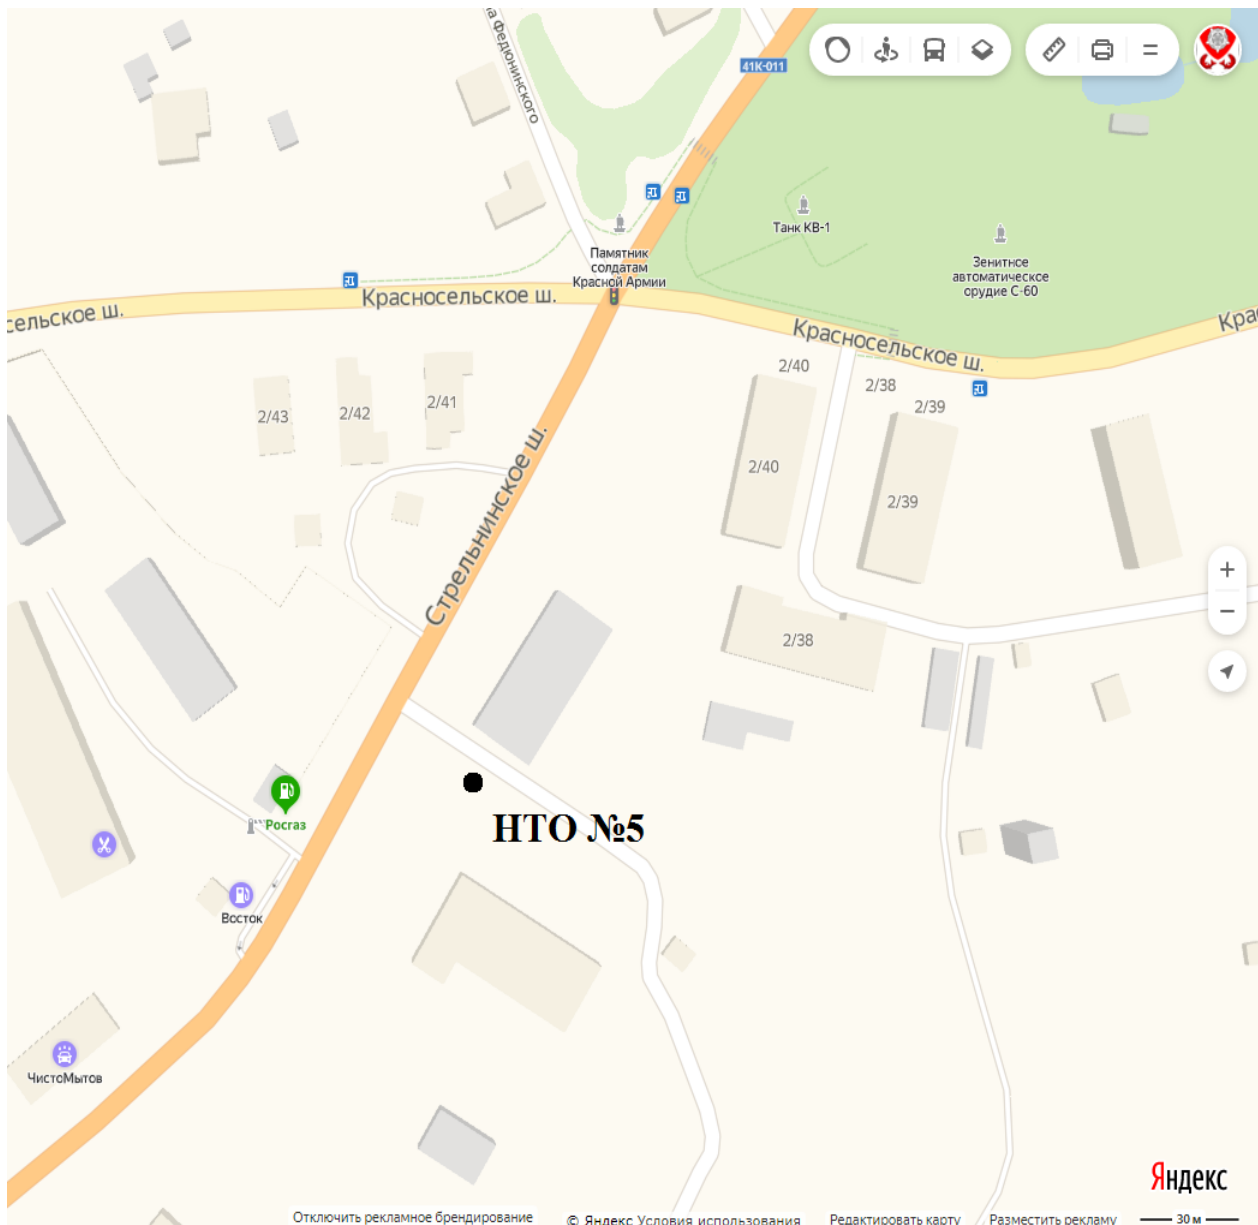 на Федюнинского
41К-011
Танк КВ-1
Памятник
солдатам
Красной Армии
Зенитное
автоматическое
орудие С-60
сельское ш.
Красносельское ш.
Красносельское ш.
Крас
2/40
2/38
2/39
2/43
2/42
2/41
2/40
2/39
Стрельнинское ш.
2/38
Росгаз
НТО №5
Восток
ЧистоМытов
Яндекс
Отключить рекламное брендирование
© Яндекс Условия использования
Редактировать карту
Разместить рекламу
30 м